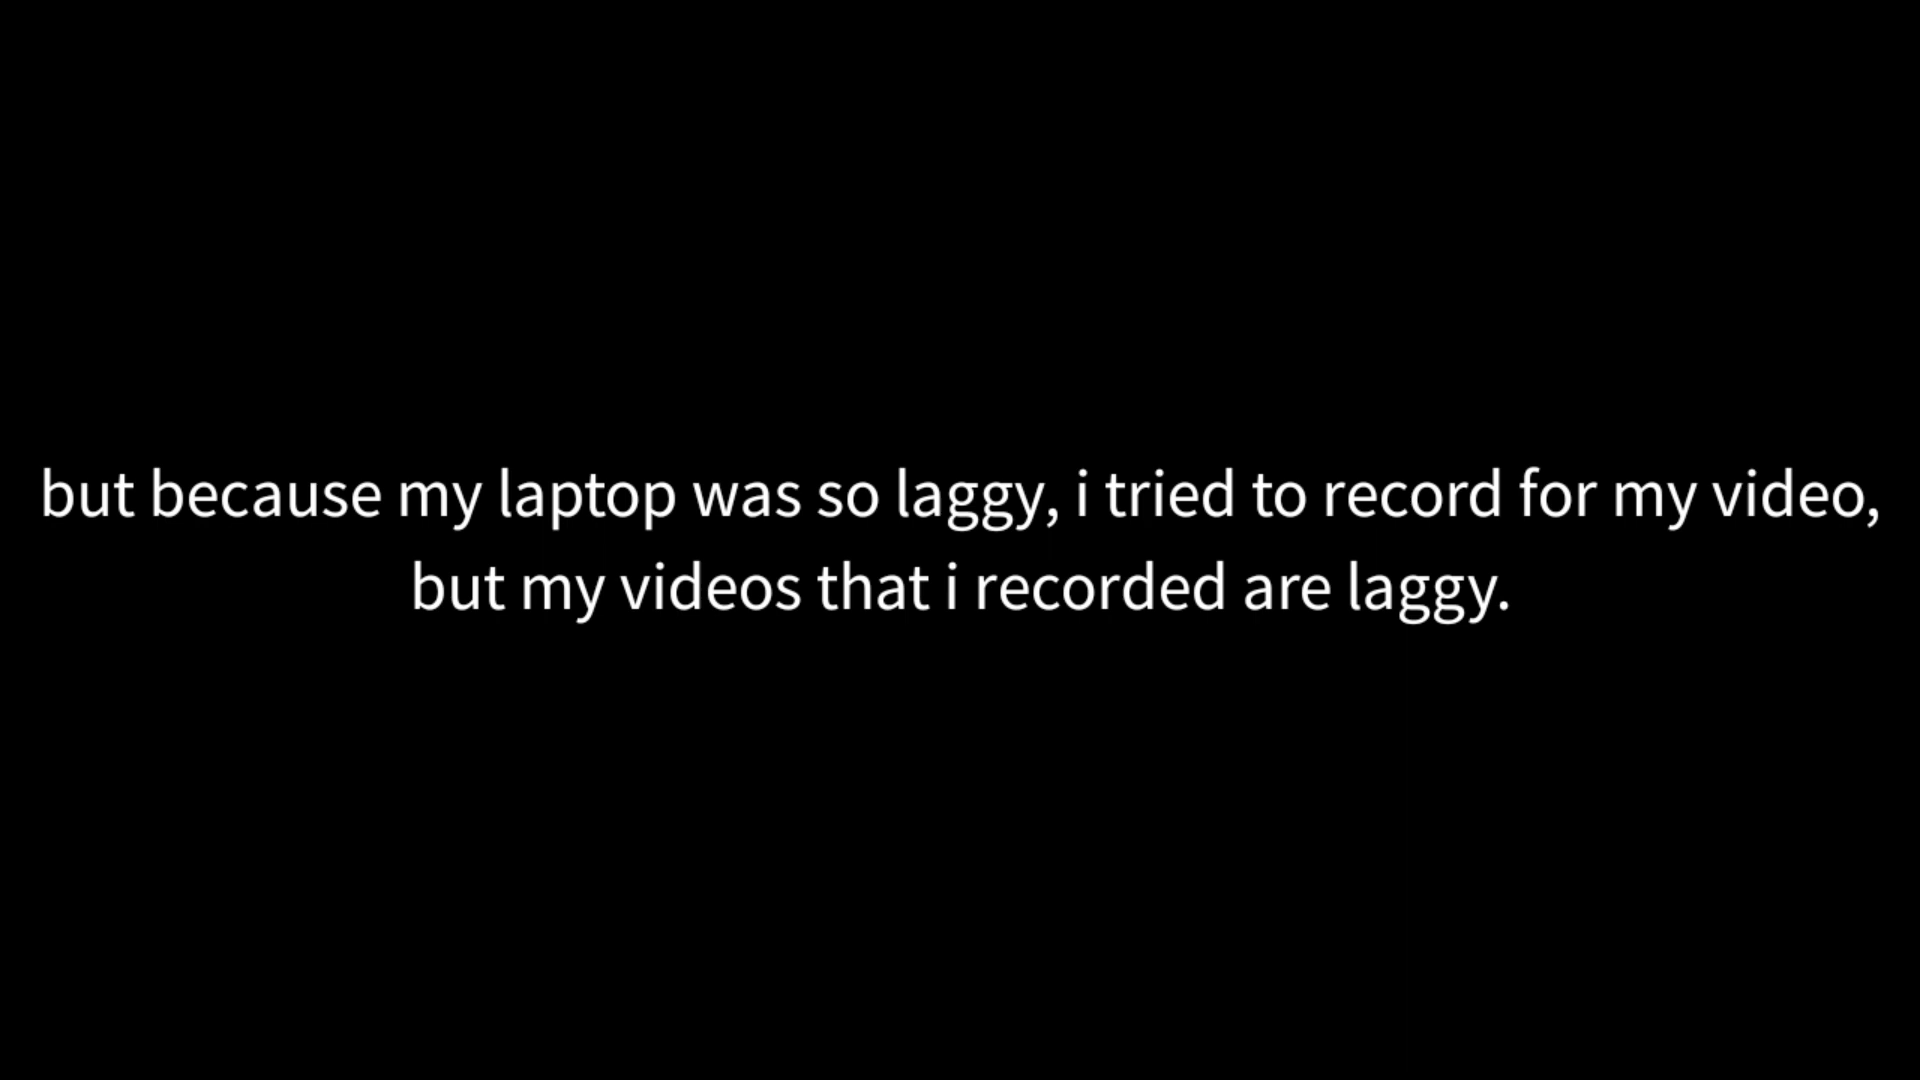 but because my laptop was so laggy, i tried to record for my video,
but my videos that i recorded are laggy.